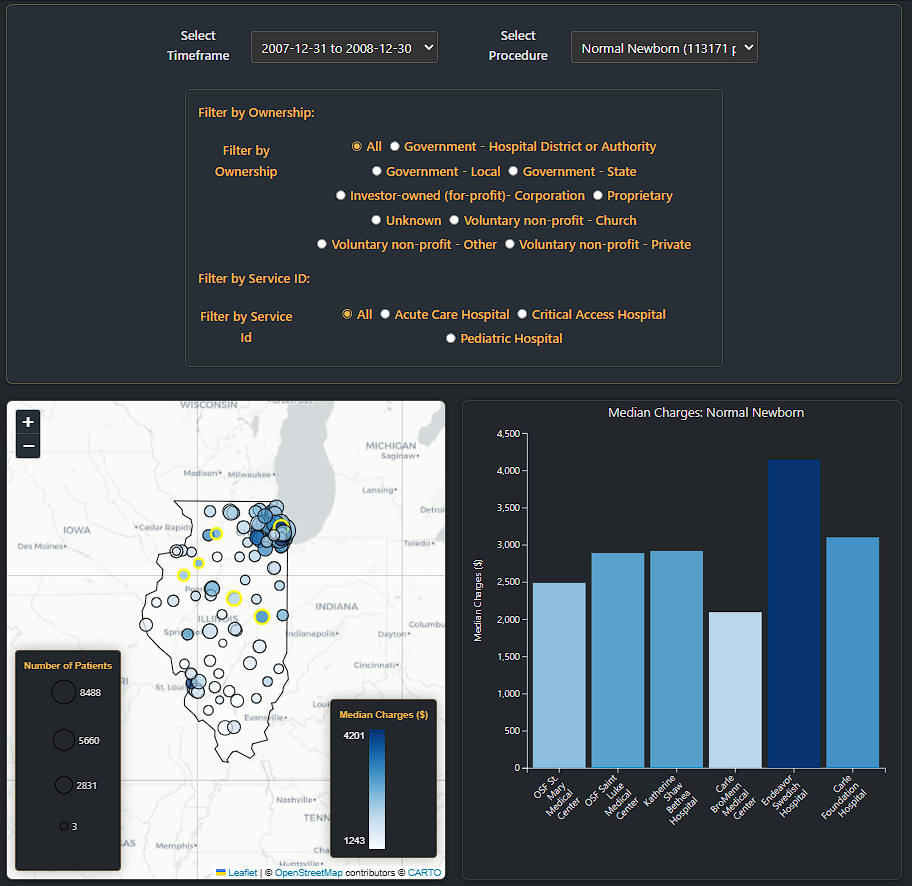 Select Timeframe
2007-12-31 to 2008-12-30
Select Procedure
Normal Newborn (113171 p
Filter by Ownership:
Filter by Ownership
All
Government - Hospital District or Authority
Government - Local
Government - State
Investor-owned (for-profit)- Corporation
Proprietary
Unknown
Voluntary non-profit - Church
Voluntary non-profit - Other
Voluntary non-profit - Private
Filter by Service ID:
Filter by Service Id
All
Acute Care Hospital
Critical Access Hospital
Pediatric Hospital
+
−
WISCONSIN
MICHIGAN
Saginaw
Madison
Milwaukee
Lansing
Detroi
IOWA
Cedar Rapids
Des Moines
Toledo
INDIANA
ILLINOIS
Columbu
Indianapolis
Dayton
Cincinnati
St. Louis
Evansville
Nashville
TENN
Memphis
Huntsville
Number of Patients
8488
5660
2831
3
Median Charges ($)
4201
1243
Leaflet | © OpenStreetMap contributors © CARTO
Median Charges: Normal Newborn
Median Charges ($)
4,500
4,000
3,500
3,000
2,500
2,000
1,500
1,000
500
0
OSF St. Mary Medical Center
OSF Saint Luke Medical Center
Katherine Shaw Bethea Hospital
Carle BroMenn Medical Center
Endeavor Swedish Hospital
Carle Foundation Hospital